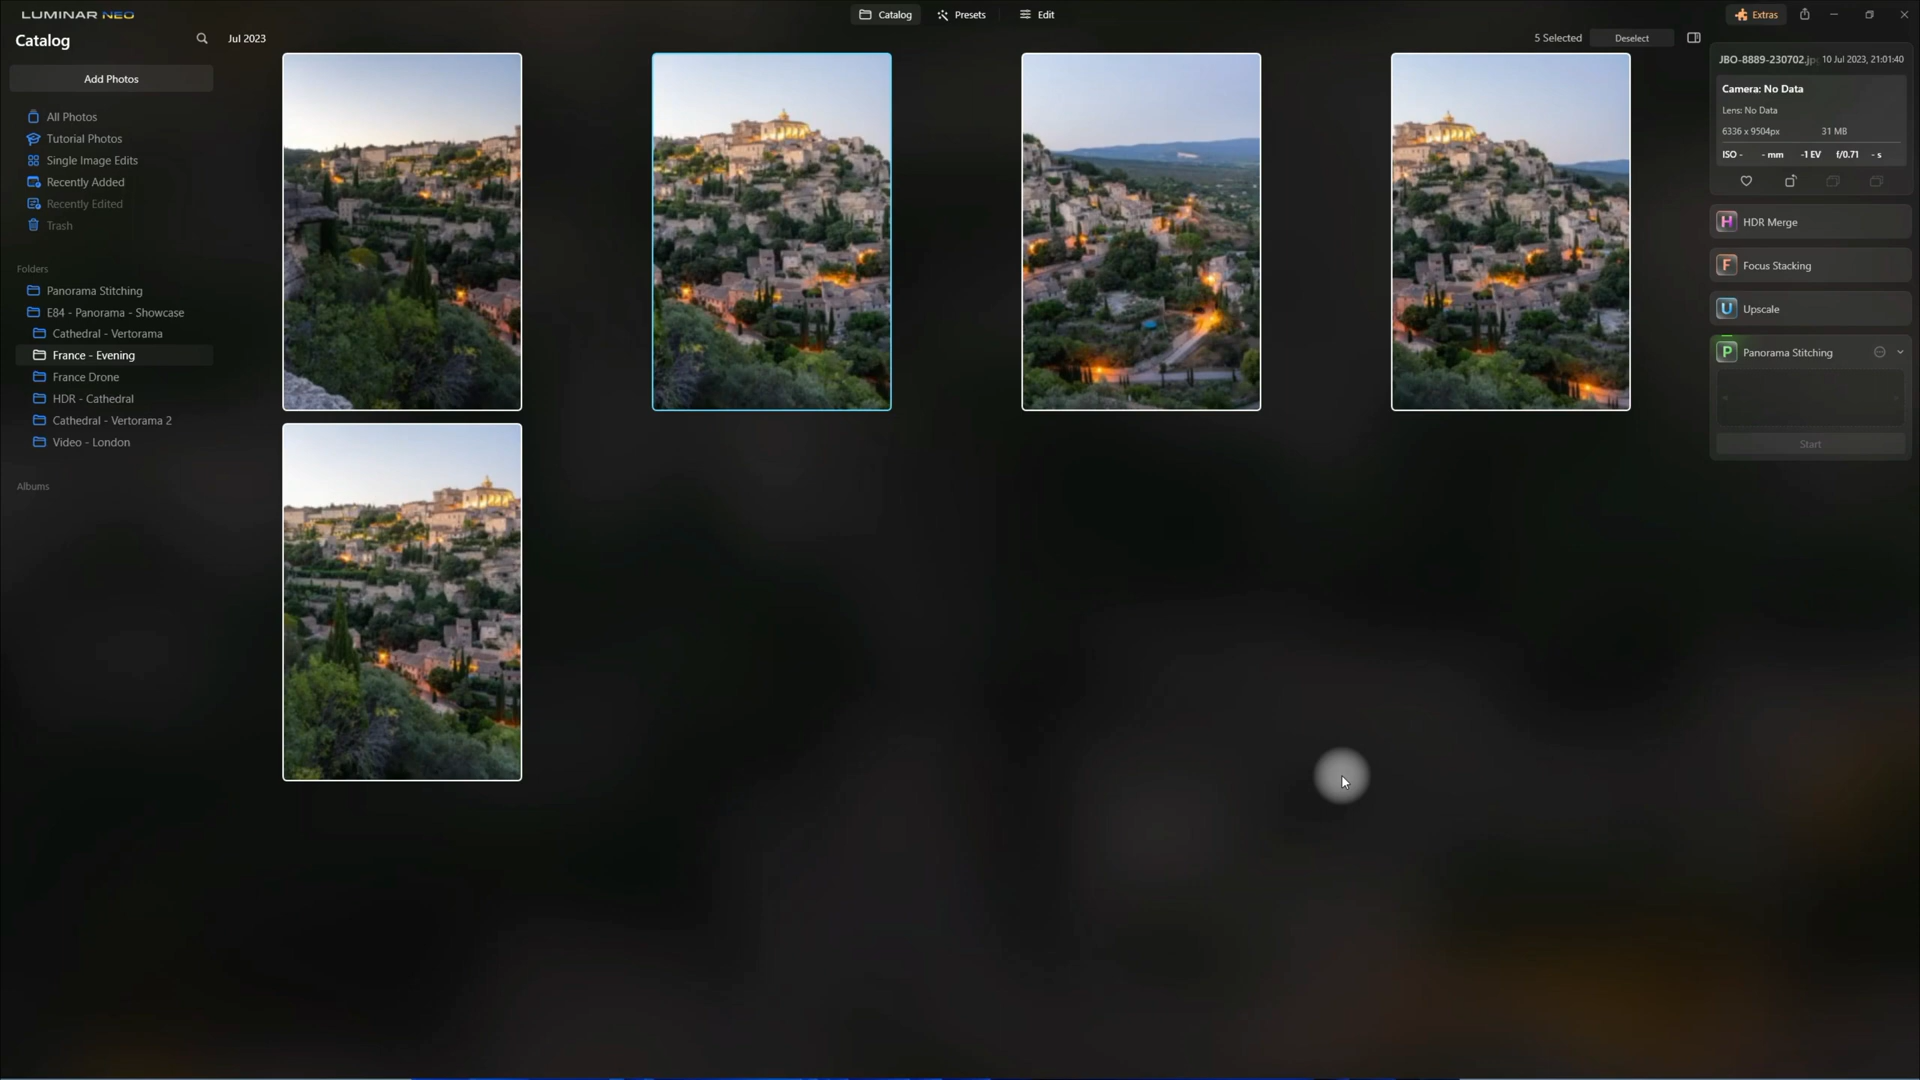 LUMINAR NEO
Catalog
Presets
Edit
Extras
Catalog
Jul 2023
5 Selected
Deselect
Add Photos
All Photos
Tutorial Photos
Single Image Edits
Recently Added
Recently Edited
Trash
Folders
Panorama Stitching
E84 - Panorama - Showcase
Cathedral - Vertorama
France - Evening
France Drone
HDR - Cathedral
Cathedral - Vertorama 2
Video - London
Albums
JBO-8889-230702.jp 10 Jul 2023, 21:01:40
Camera: No Data
Lens: No Data
6336 x 9504px 31 MB
ISO - - mm -1 EV f/0.71 - s
H HDR Merge
F Focus Stacking
U Upscale
P Panorama Stitching
Start